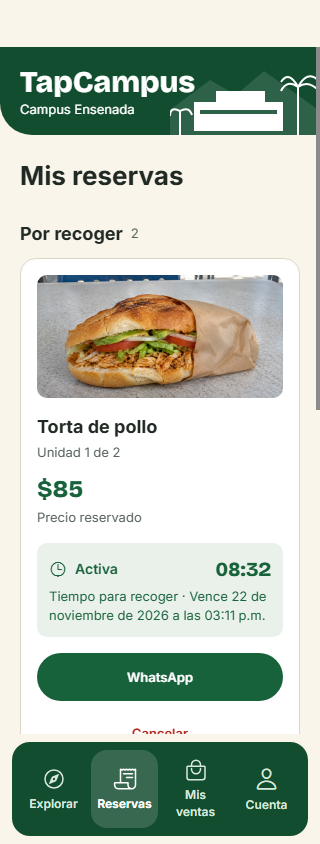 TapCampus
Campus Ensenada
Mis reservas
Por recoger 2
Torta de pollo
Unidad 1 de 2
$85
Precio reservado
Activa 08:32
Tiempo para recoger · Vence 22 de
noviembre de 2026 a las 03:11 p.m.
WhatsApp
Cancelar
Explorar
Reservas
Mis
ventas
Cuenta